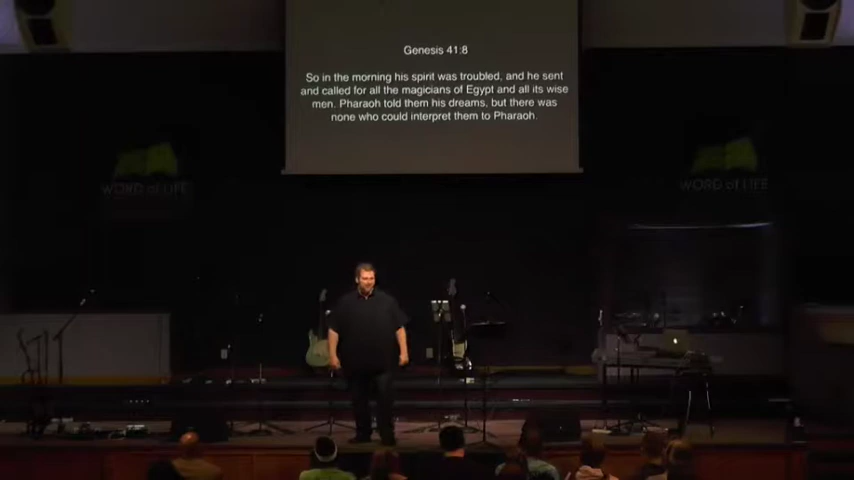 Genesis 41:8
So in the morning his spirit was troubled, and he sent
and called for all the magicians of Egypt and all its wise
men. Pharaoh told them his dreams, but there was
none who could interpret them to Pharaoh.
WORD of LIFE
WORD of LIFE